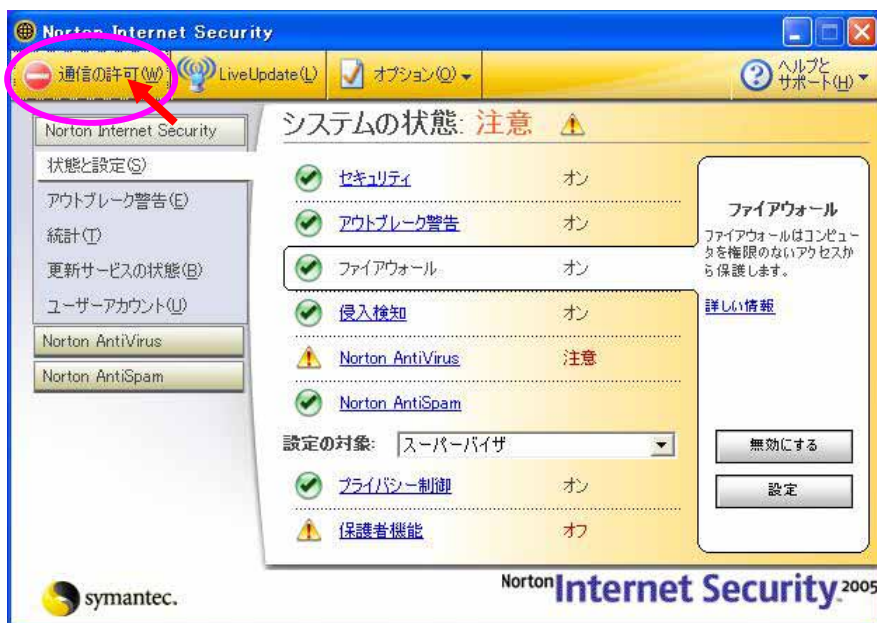 Norton Internet Security
通信の許可(W) LiveUpdate(L) オプション(O) ヘルプと
サポート(H)
Norton Internet Security
状態と設定(S)
アウトブレーク警告(E)
統計(T)
更新サービスの状態(B)
ユーザーアカウント(U)
Norton AntiVirus
Norton AntiSpam
システムの状態: 注意
セキュリティ オン
アウトブレーク警告 オン
ファイアウォール オン
侵入検知 オン
Norton AntiVirus 注意
Norton AntiSpam
設定の対象: スーパーバイザ
プライバシー制御 オン
保護者機能 オフ
ファイアウォール
ファイアウォールはコンピュー
タを権限のないアクセスか
ら保護します。
詳しい情報
無効にする
設定
symantec.
Norton Internet Security 2005